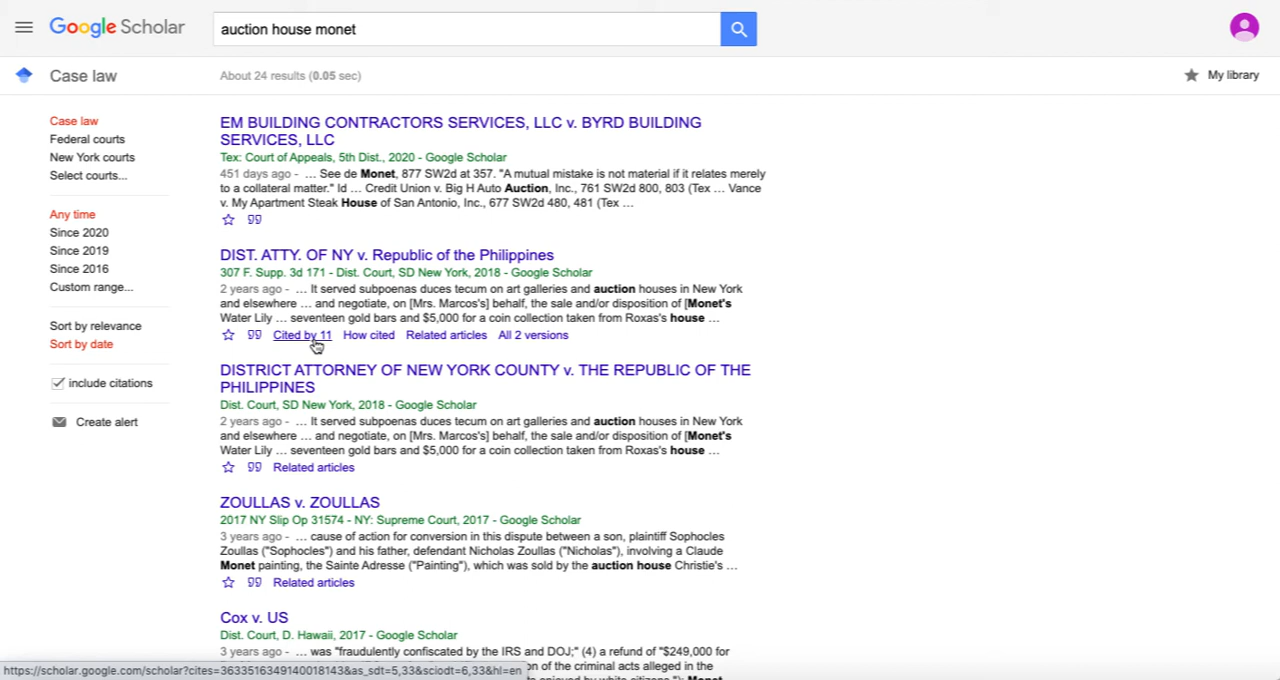 Google Scholar
auction house monet
Case law
About 24 results (0.05 sec)
My library
Case law
Federal courts
New York courts
Select courts...
Any time
Since 2020
Since 2019
Since 2016
Custom range...
Sort by relevance
Sort by date
include citations
Create alert
EM BUILDING CONTRACTORS SERVICES, LLC v. BYRD BUILDING
SERVICES, LLC
Tex: Court of Appeals, 5th Dist., 2020 - Google Scholar
451 days ago - ... See de Monet, 877 SW2d at 357. "A mutual mistake is not material if it relates merely
to a collateral matter." Id ... Credit Union v. Big H Auto Auction, Inc., 761 SW2d 800, 803 (Tex ... Vance
v. My Apartment Steak House of San Antonio, Inc., 677 SW2d 480, 481 (Tex ...
DIST. ATTY. OF NY v. Republic of the Philippines
307 F. Supp. 3d 171 - Dist. Court, SD New York, 2018 - Google Scholar
2 years ago - ... It served subpoenas duces tecum on art galleries and auction houses in New York
and elsewhere ... and negotiate, on [Mrs. Marcos's] behalf, the sale and/or disposition of [Monet's
Water Lily ... seventeen gold bars and $5,000 for a coin collection taken from Roxas's house ...
Cited by 11 How cited Related articles All 2 versions
DISTRICT ATTORNEY OF NEW YORK COUNTY v. THE REPUBLIC OF THE
PHILIPPINES
Dist. Court, SD New York, 2018 - Google Scholar
2 years ago - ... It served subpoenas duces tecum on art galleries and auction houses in New York
and elsewhere ... and negotiate, on [Mrs. Marcos's] behalf, the sale and/or disposition of [Monet's
Water Lily ... seventeen gold bars and $5,000 for a coin collection taken from Roxas's house ...
Related articles
ZOULLAS v. ZOULLAS
2017 NY Slip Op 31574 - NY: Supreme Court, 2017 - Google Scholar
3 years ago - ... cause of action for conversion in this dispute between a son, plaintiff Sophocles
Zoullas ("Sophocles") and his father, defendant Nicholas Zoullas ("Nicholas"), involving a Claude
Monet painting, the Sainte Adresse ("Painting"), which was sold by the auction house Christie's ...
Related articles
Cox v. US
Dist. Court, D. Hawaii, 2017 - Google Scholar
3 years ago - ... was "fraudulently confiscated by the IRS and DOJ;" (4) a refund of "$249,000 for
on of the criminal acts alleged in the
https://scholar.google.com/scholar?cites=3633516349140018143&as_sdt=5,33&sciodt=6,33&hl=en